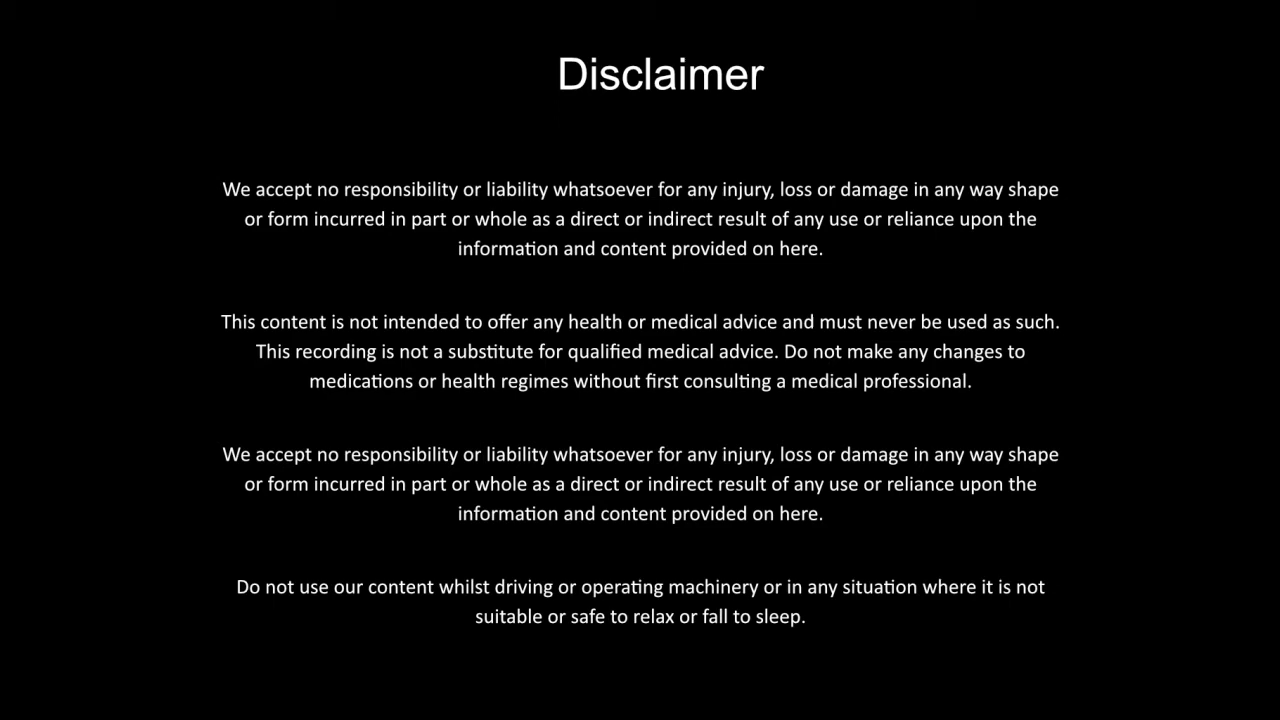 Disclaimer
We accept no responsibility or liability whatsoever for any injury, loss or damage in any way shape
or form incurred in part or whole as a direct or indirect result of any use or reliance upon the
information and content provided on here.
This content is not intended to offer any health or medical advice and must never be used as such.
This recording is not a substitute for qualified medical advice. Do not make any changes to
medications or health regimes without first consulting a medical professional.
We accept no responsibility or liability whatsoever for any injury, loss or damage in any way shape
or form incurred in part or whole as a direct or indirect result of any use or reliance upon the
information and content provided on here.
Do not use our content whilst driving or operating machinery or in any situation where it is not
suitable or safe to relax or fall to sleep.